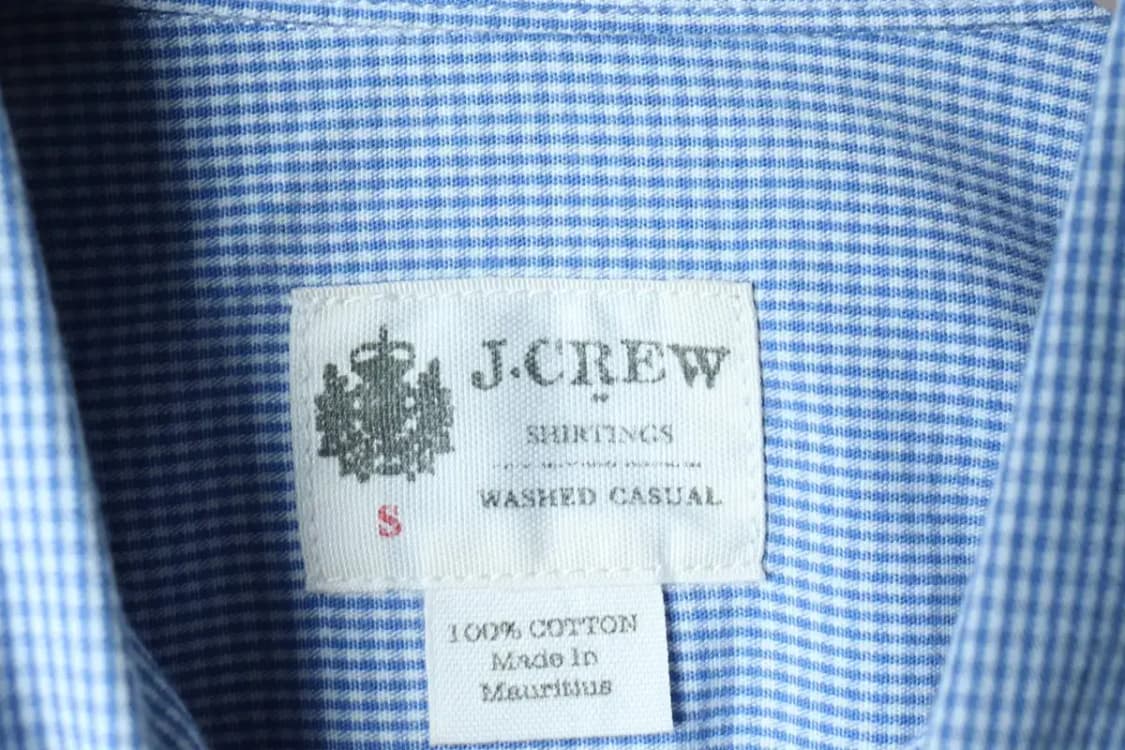 J.CREW
SHIRTINGS
WASHED CASUAL
S
100% COTTON
Made In
Mauritius